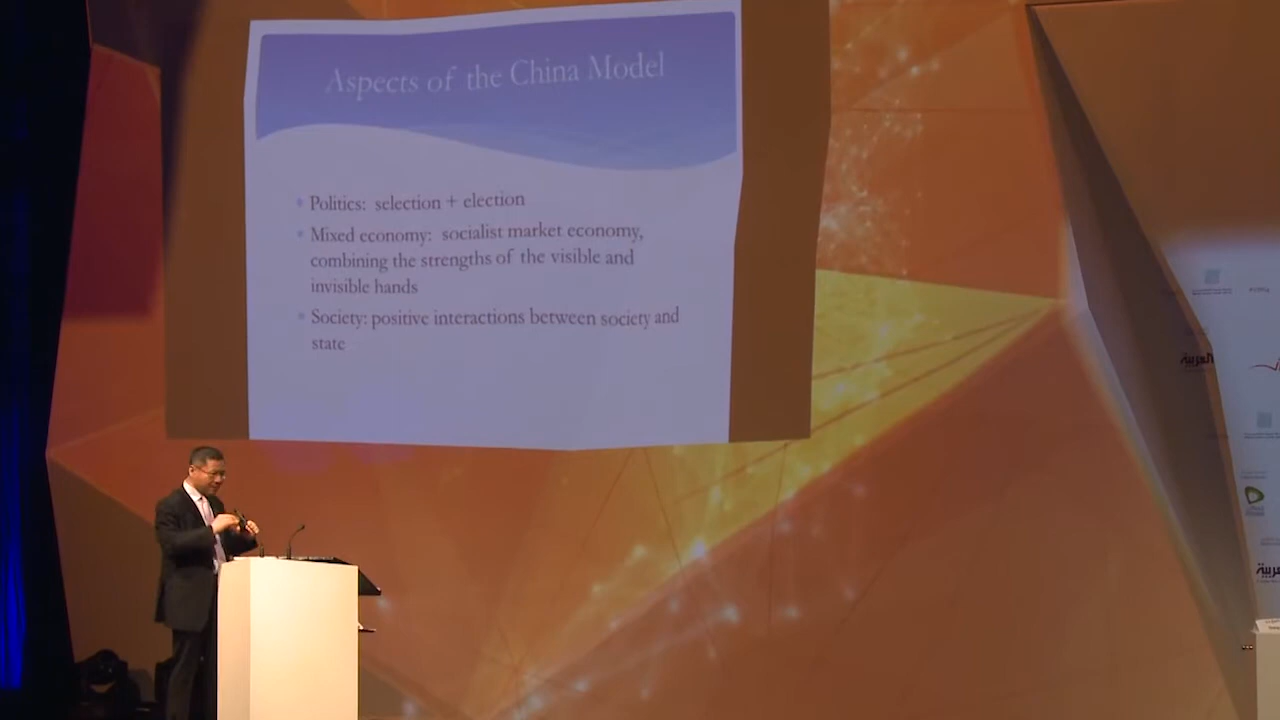 Aspects of the China Model
Politics: selection + election
Mixed economy: socialist market economy,
combining the strengths of the visible and
invisible hands
Society: positive interactions between society and
state
العربية